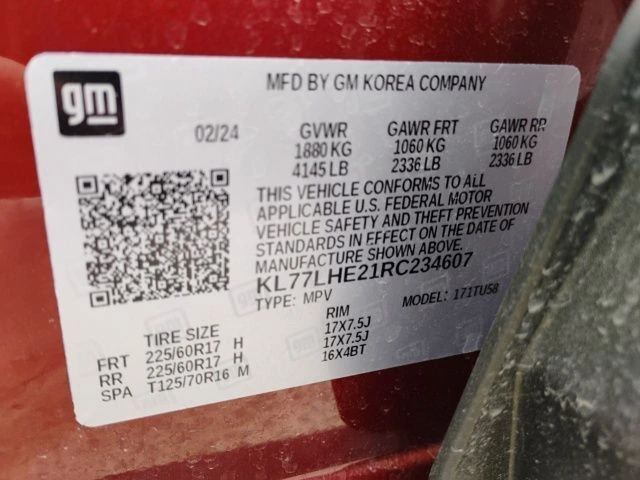 gm
MFD BY GM KOREA COMPANY
02/24 GVWR GAWR FRT GAWR RR
1880 KG 1060 KG 1060 KG
4145 LB 2336 LB 2336 LB
THIS VEHICLE CONFORMS TO ALL
APPLICABLE U.S. FEDERAL MOTOR
VEHICLE SAFETY AND THEFT PREVENTION
STANDARDS IN EFFECT ON THE DATE OF
MANUFACTURE SHOWN ABOVE.
KL77LHE21RC234607
TYPE: MPV MODEL: 171TU58
TIRE SIZE RIM
FRT 225/60R17 H 17X7.5J
RR 225/60R17 H 17X7.5J
SPA T125/70R16 M 16X4BT